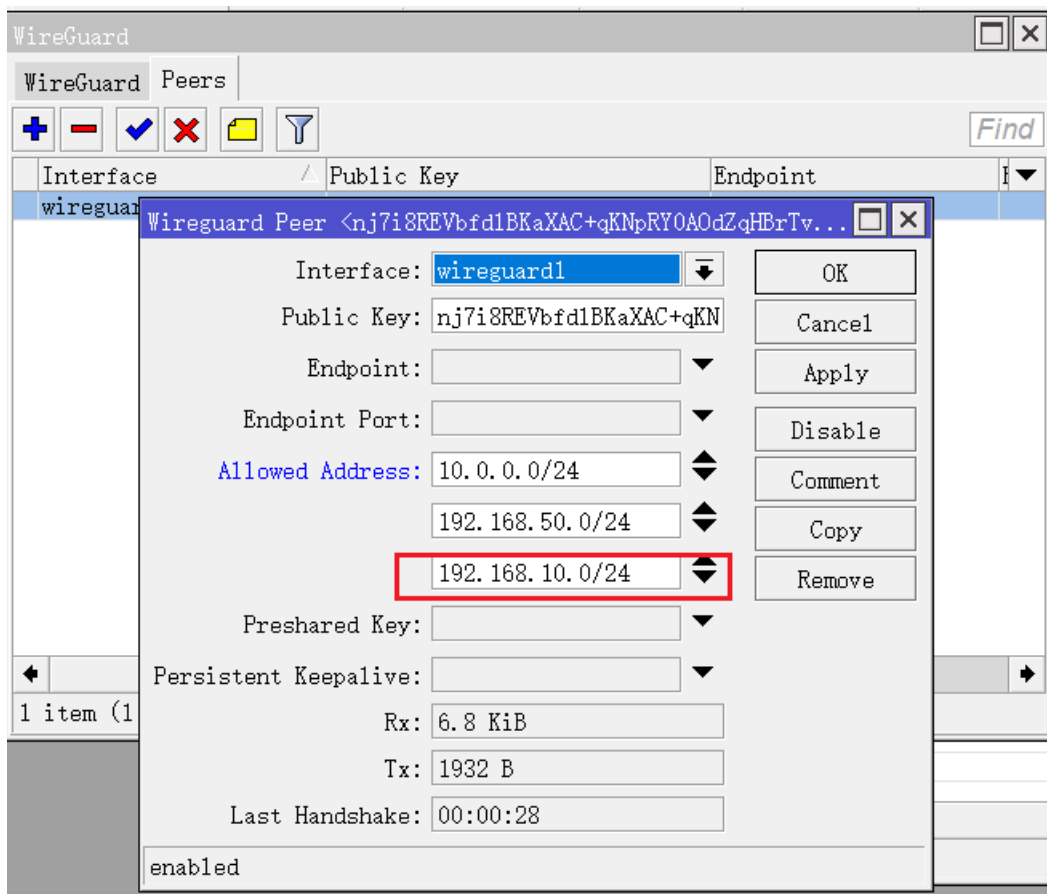 WireGuard
WireGuard Peers
Find
Interface Public Key Endpoint
Wireguard Peer <nj7i8REVbfd1BKaXAC+qKNpRY0AOdZqHBrTv...
Interface: wireguard1 OK
Public Key: nj7i8REVbfd1BKaXAC+qKN Cancel
Endpoint: Apply
Endpoint Port: Disable
Allowed Address: 10.0.0.0/24 Comment
192.168.50.0/24 Copy
192.168.10.0/24 Remove
Preshared Key:
Persistent Keepalive:
1 item (1
Rx: 6.8 KiB
Tx: 1932 B
Last Handshake: 00:00:28
enabled